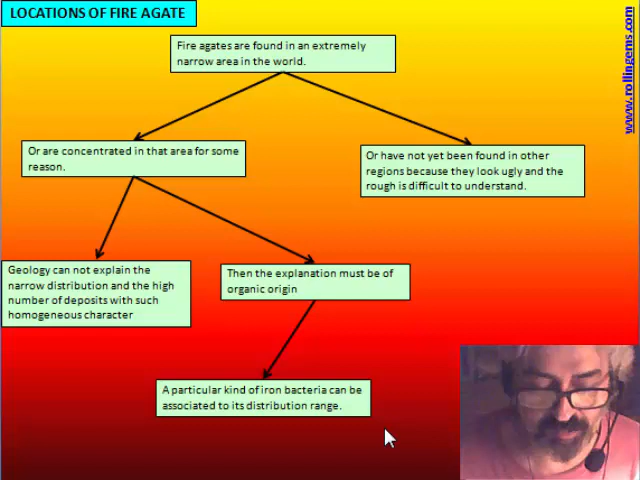 LOCATIONS OF FIRE AGATE
www.rollingems.com
Fire agates are found in an extremely
narrow area in the world.
Or are concentrated in that area for some
reason.
Or have not yet been found in other
regions because they look ugly and the
rough is difficult to understand.
Geology can not explain the
narrow distribution and the high
number of deposits with such
homogeneous character
Then the explanation must be of
organic origin
A particular kind of iron bacteria can be
associated to its distribution range.